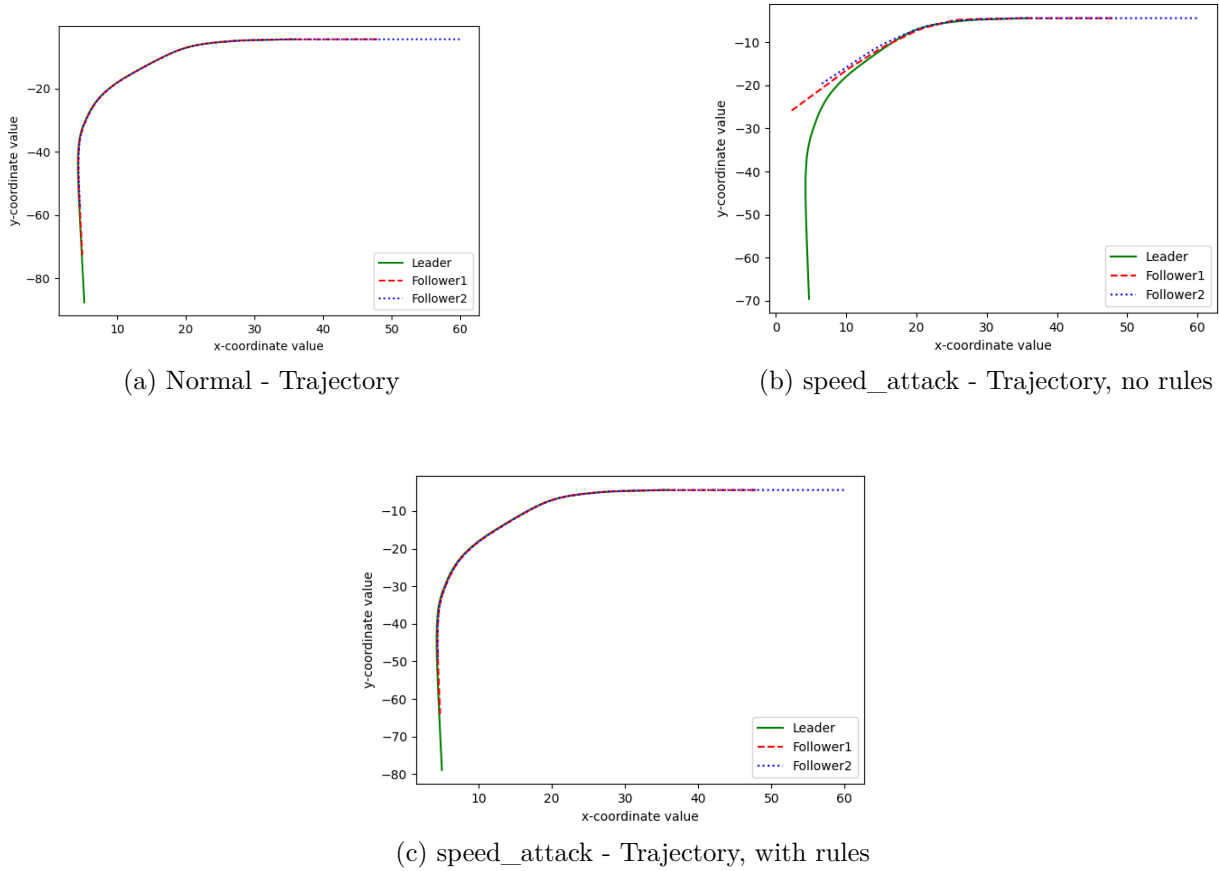 −20
−40
−60
−80
y-coordinate value
10
20
30
40
50
60
x-coordinate value
Leader
Follower1
Follower2
(a) Normal - Trajectory
−10
−20
−30
−40
−50
−60
−70
y-coordinate value
0
10
20
30
40
50
60
x-coordinate value
Leader
Follower1
Follower2
(b) speed_attack - Trajectory, no rules
−10
−20
−30
−40
−50
−60
−70
−80
y-coordinate value
10
20
30
40
50
60
x-coordinate value
Leader
Follower1
Follower2
(c) speed_attack - Trajectory, with rules